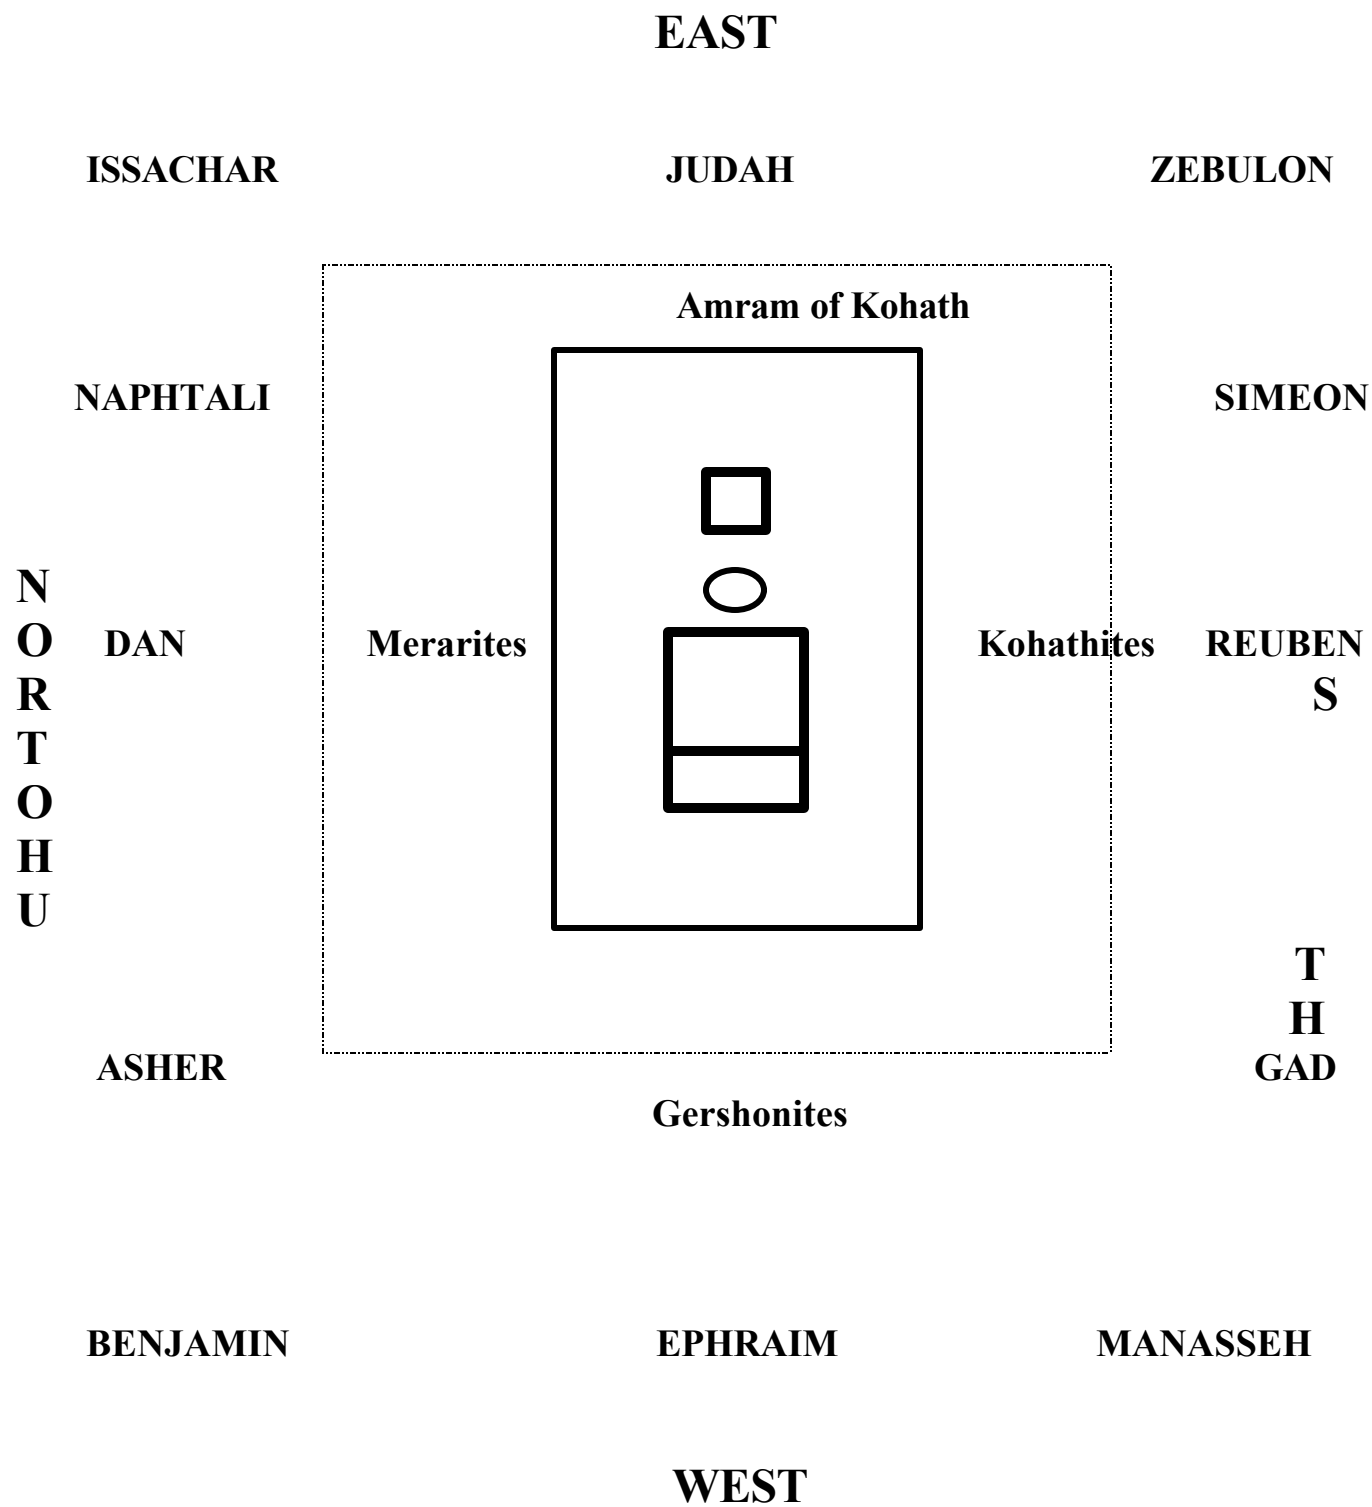 EAST
ISSACHAR JUDAH ZEBULON
Amram of Kohath
NAPHTALI SIMEON
N
O
DAN Merarites Kohathites REUBEN
R
S
T
O
H
U
T
H
ASHER GAD
Gershonites
BENJAMIN EPHRAIM MANASSEH
WEST